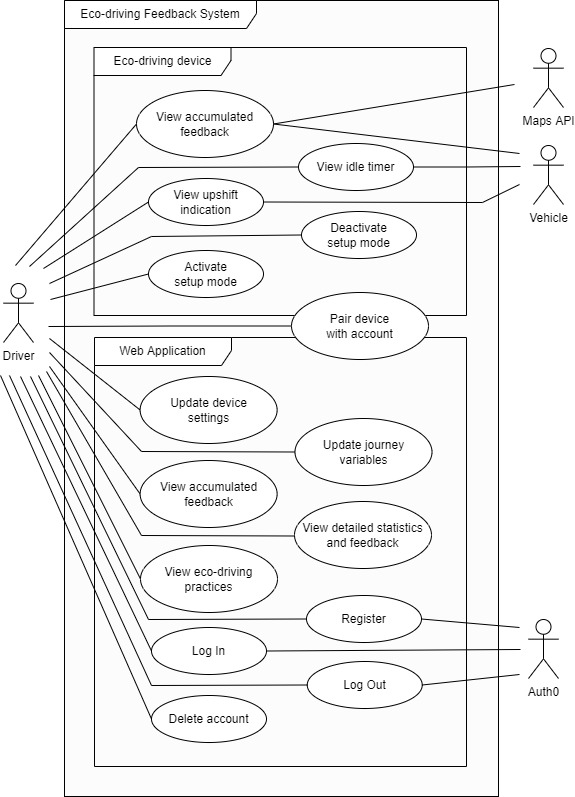 Eco-driving Feedback System
Eco-driving device
View accumulated
feedback
Maps API
View idle timer
View upshift
indication
Vehicle
Deactivate
setup mode
Activate
setup mode
Pair device
with account
Driver
Web Application
Update device
settings
Update journey
variables
View accumulated
feedback
View detailed statistics
and feedback
View eco-driving
practices
Register
Log In
Log Out
Auth0
Delete account